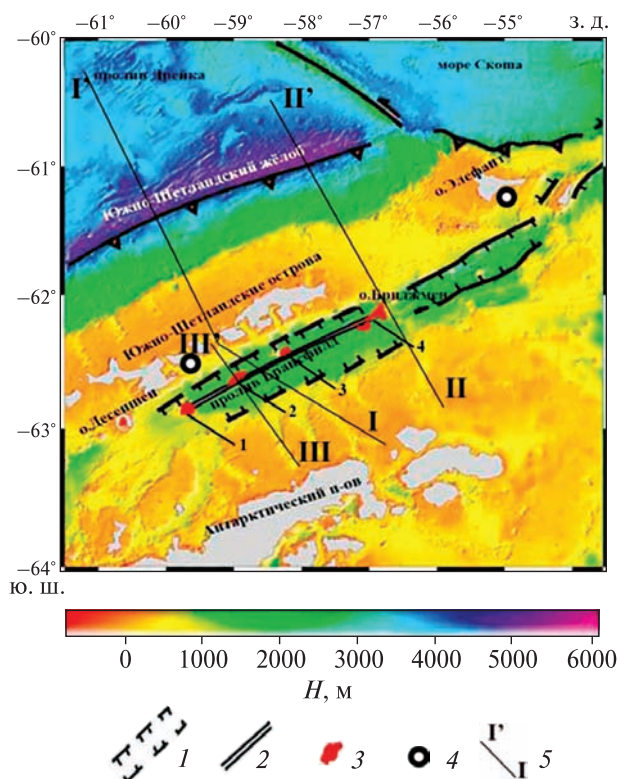 −61° −60° −59° −58° −57° −56° −55° з. д.
−60°
пролив Дрейка
море Скоша
I’
II’
−61°
Южно-Шетландский жёлоб
о.Элефант
−62°
Южно-Шетландские острова
о.Бриджмен
III’
пролив Брансфилд
4
3
2
о.Десепшен
I
II
−63°
1
III
Антарктический п-ов
−64°
ю. ш.
0 1000 2000 3000 4000 5000 6000
H, м
1 2 3 4 I’ I 5